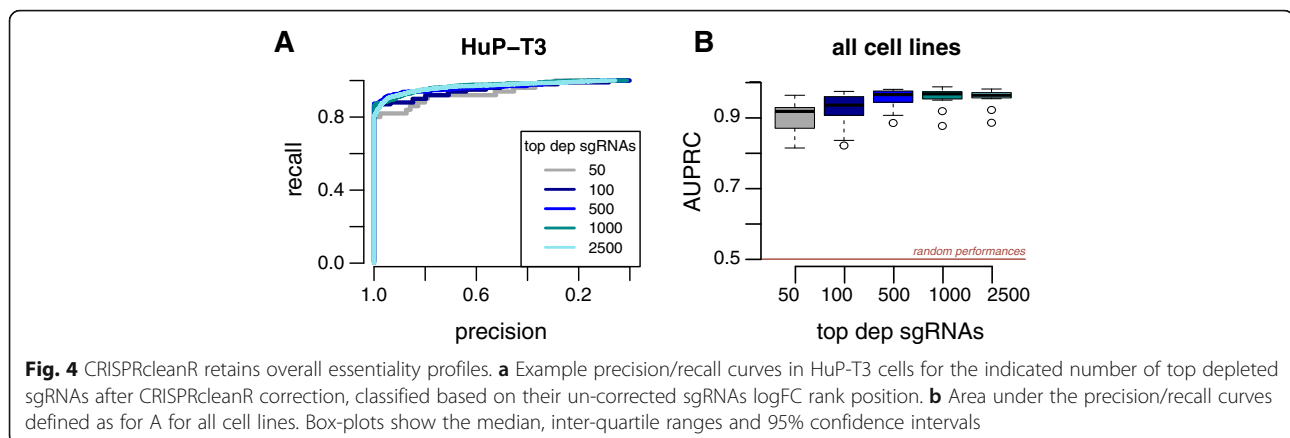 A
HuP–T3
recall
0.8
0.4
0.0
1.0
0.6
0.2
precision
top dep sgRNAs
50
100
500
1000
2500
B
all cell lines
AUPRC
0.9
0.7
0.9
0.5
random performances
50
100
500
1000
2500
top dep sgRNAs
Fig. 4 CRISPRcleanR retains overall essentiality profiles. a Example precision/recall curves in HuP-T3 cells for the indicated number of top depleted
sgRNAs after CRISPRcleanR correction, classified based on their un-corrected sgRNAs logFC rank position. b Area under the precision/recall curves
defined as for A for all cell lines. Box-plots show the median, inter-quartile ranges and 95% confidence intervals